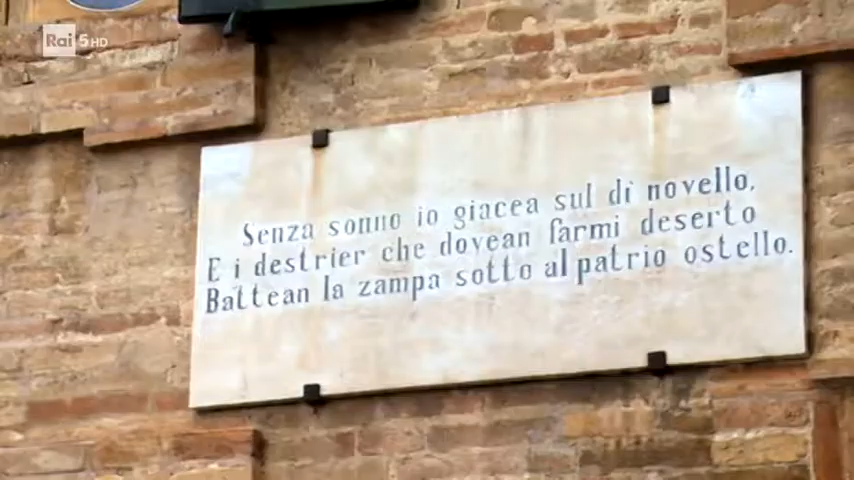 Rai 5 HD
Senza sonno io giacea sul dì novello,
E i destrier che dovean farmi deserto
Battean la zampa sotto al patrio ostello.